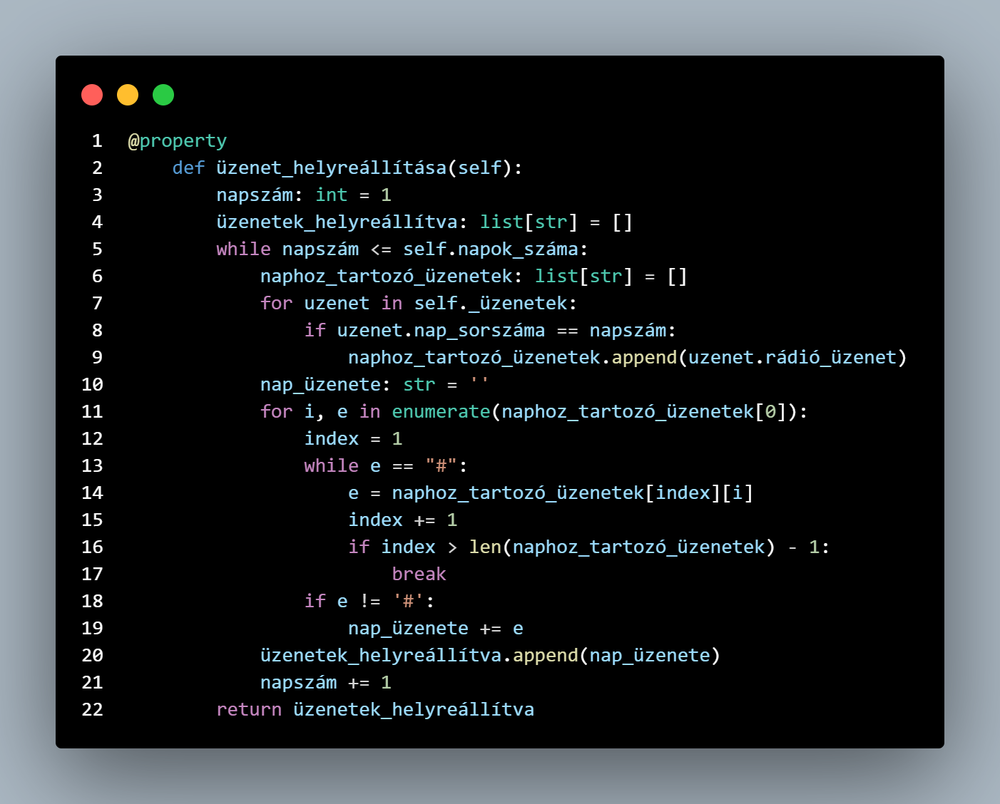 1 @property
2     def üzenet_helyreállítása(self):
3         napszám: int = 1
4         üzenetek_helyreállítva: list[str] = []
5         while napszám <= self.napok_száma:
6             naphoz_tartozó_üzenetek: list[str] = []
7             for uzenet in self._üzenetek:
8                 if uzenet.nap_sorszáma == napszám:
9                     naphoz_tartozó_üzenetek.append(uzenet.rádió_üzenet)
10             nap_üzenete: str = ''
11             for i, e in enumerate(naphoz_tartozó_üzenetek[0]):
12                 index = 1
13                 while e == "#":
14                     e = naphoz_tartozó_üzenetek[index][i]
15                     index += 1
16                     if index > len(naphoz_tartozó_üzenetek) - 1:
17                         break
18                 if e != '#':
19                     nap_üzenete += e
20             üzenetek_helyreállítva.append(nap_üzenete)
21             napszám += 1
22         return üzenetek_helyreállítva